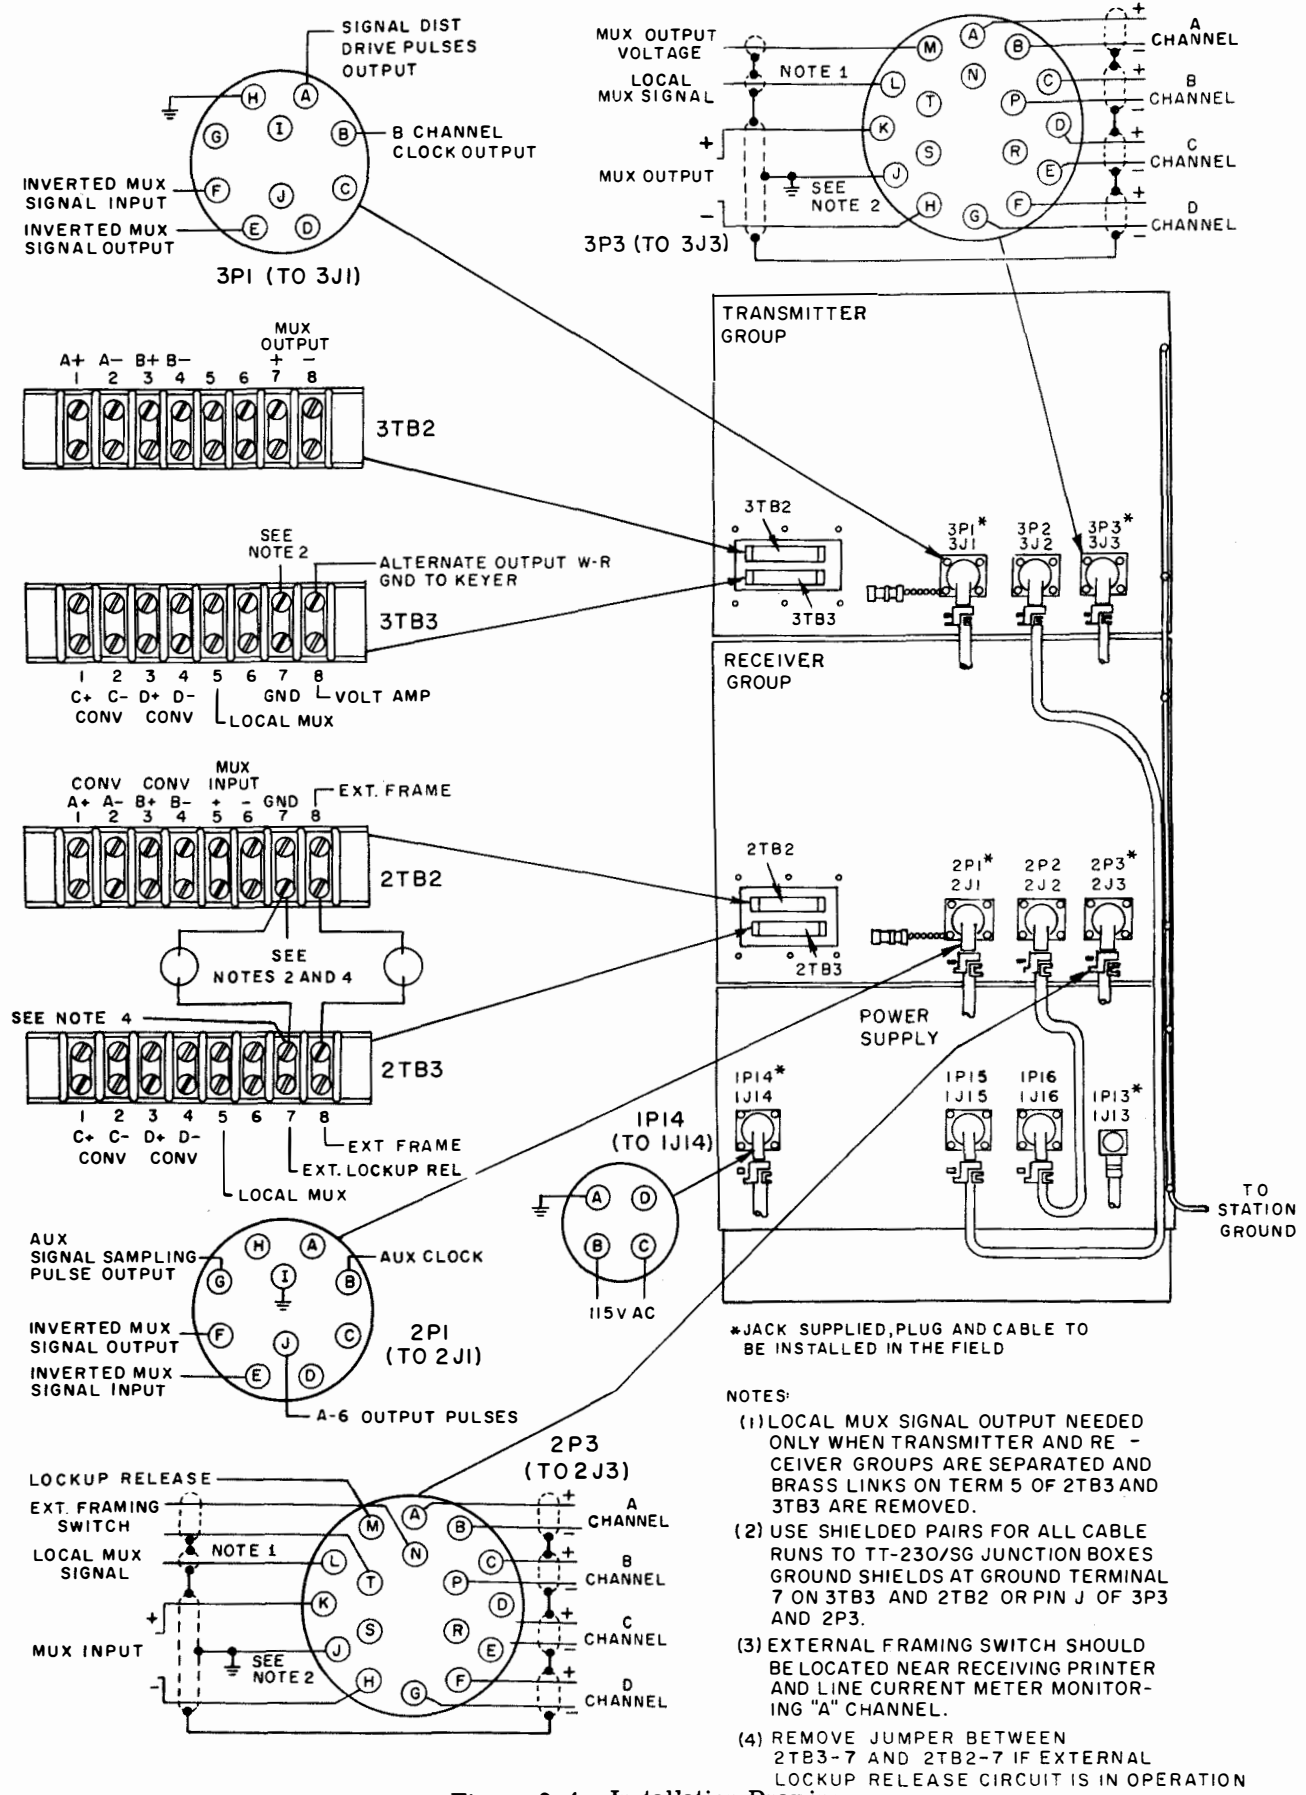 SIGNAL DIST
DRIVE PULSES
OUTPUT
H
A
G
I
B
B CHANNEL
CLOCK OUTPUT
INVERTED MUX
SIGNAL INPUT
F
J
C
INVERTED MUX
SIGNAL OUTPUT
E
D
3P1 (TO 3J1)
MUX OUTPUT
VOLTAGE
NOTE 1
LOCAL
MUX SIGNAL
+
MUX OUTPUT
-
SEE
NOTE 2
3P3 (TO 3J3)
M
A
B
L
N
C
T
P
K
D
S
R
J
E
H
G
F
+
A
CHANNEL
-
+
B
CHANNEL
-
+
C
CHANNEL
-
+
D
CHANNEL
-
MUX
OUTPUT
A+ A- B+ B- + -
1 2 3 4 5 6 7 8
3TB2
SEE
NOTE 2
ALTERNATE OUTPUT W-R
GND TO KEYER
3TB3
1 2 3 4 5 6 7 8
C+ C- D+ D- GND VOLT AMP
CONV CONV LOCAL MUX
MUX
CONV CONV INPUT
A+ A- B+ B- + - GND EXT. FRAME
1 2 3 4 5 6 7 8
2TB2
SEE
NOTES 2 AND 4
SEE NOTE 4
2TB3
1 2 3 4 5 6 7 8
C+ C- D+ D- EXT FRAME
CONV CONV EXT. LOCKUP REL
LOCAL MUX
TRANSMITTER
GROUP
3TB2
3TB3
3P1* 3P2 3P3*
3J1 3J2 3J3
RECEIVER
GROUP
2TB2
2TB3
2P1* 2P2 2P3*
2J1 2J2 2J3
POWER
SUPPLY
1P14* 1P15 1P16 1P13*
1J14 1J15 1J16 1J13
TO
STATION
GROUND
1P14
(TO 1J14)
A D
B C
115V AC
AUX
SIGNAL SAMPLING
PULSE OUTPUT
H
A
AUX CLOCK
G
I
B
INVERTED MUX
SIGNAL OUTPUT
F
J
C
INVERTED MUX
SIGNAL INPUT
E
D
A-6 OUTPUT PULSES
2P1
(TO 2J1)
2P3
(TO 2J3)
LOCKUP RELEASE
EXT. FRAMING
SWITCH
NOTE 1
LOCAL MUX
SIGNAL
+
MUX INPUT
-
SEE
NOTE 2
M
A
B
L
N
C
T
P
K
D
S
R
J
E
H
G
F
+
A
CHANNEL
-
+
B
CHANNEL
-
+
C
CHANNEL
-
+
D
CHANNEL
-
*JACK SUPPLIED, PLUG AND CABLE TO
BE INSTALLED IN THE FIELD
NOTES:
(1) LOCAL MUX SIGNAL OUTPUT NEEDED
ONLY WHEN TRANSMITTER AND RE -
CEIVER GROUPS ARE SEPARATED AND
BRASS LINKS ON TERM 5 OF 2TB3 AND
3TB3 ARE REMOVED.
(2) USE SHIELDED PAIRS FOR ALL CABLE
RUNS TO TT-230/SG JUNCTION BOXES
GROUND SHIELDS AT GROUND TERMINAL
7 ON 3TB3 AND 2TB2 OR PIN J OF 3P3
AND 2P3.
(3) EXTERNAL FRAMING SWITCH SHOULD
BE LOCATED NEAR RECEIVING PRINTER
AND LINE CURRENT METER MONITOR-
ING "A" CHANNEL.
(4) REMOVE JUMPER BETWEEN
2TB3-7 AND 2TB2-7 IF EXTERNAL
LOCKUP RELEASE CIRCUIT IS IN OPERATION